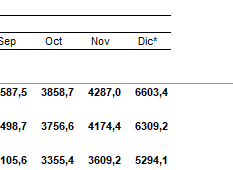 Sep Oct Nov Dic*
587,5 3858,7 4287,0 6603,4
498,7 3756,6 4174,4 6309,2
105,6 3355,4 3609,2 5294,1